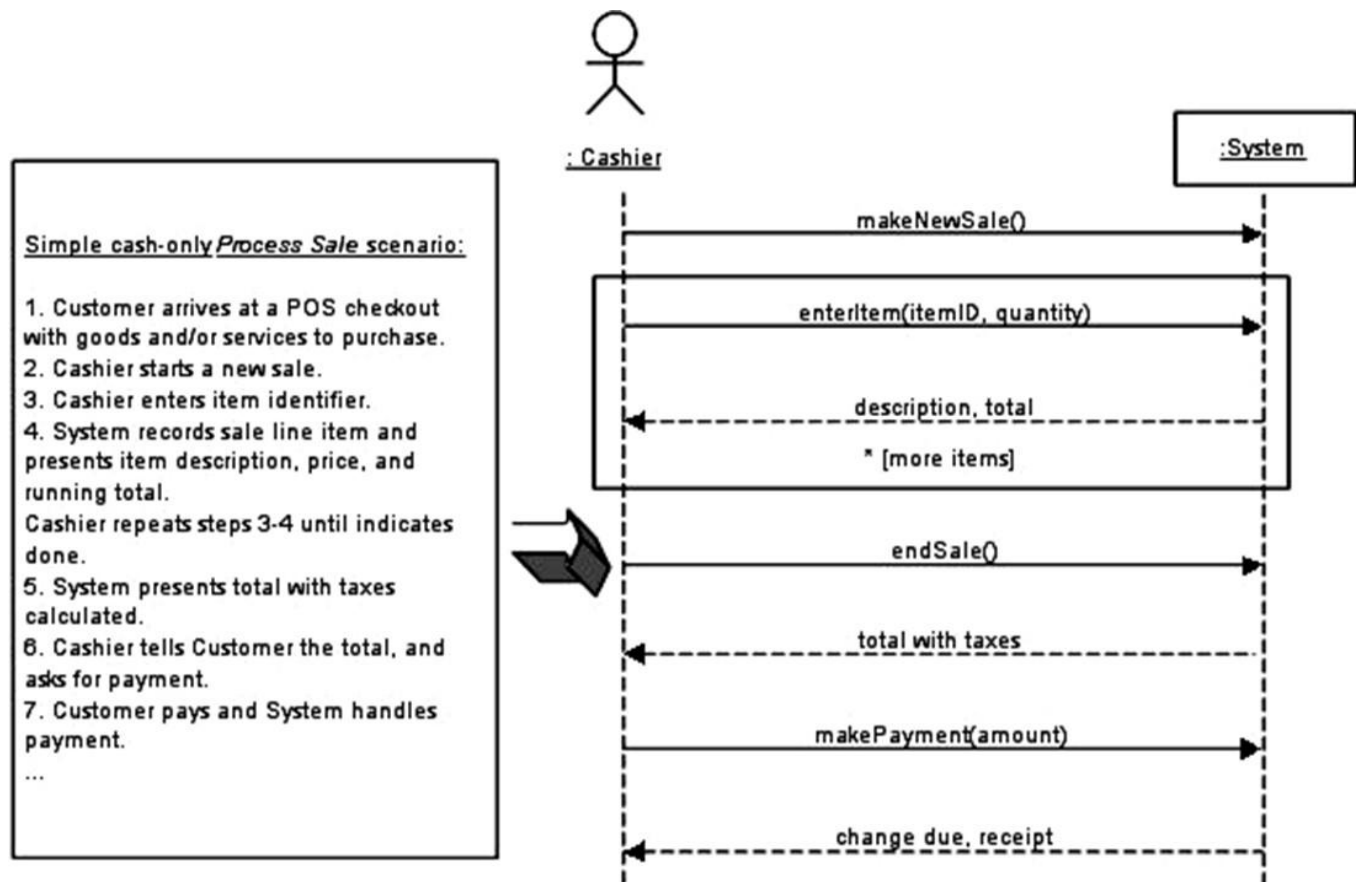 Simple cash-only Process Sale scenario:
1. Customer arrives at a POS checkout
with goods and/or services to purchase.
2. Cashier starts a new sale.
3. Cashier enters item identifier.
4. System records sale line item and
presents item description, price, and
running total.
Cashier repeats steps 3-4 until indicates
done.
5. System presents total with taxes
calculated.
6. Cashier tells Customer the total, and
asks for payment.
7. Customer pays and System handles
payment.
...
: Cashier
:System
makeNewSale()
enterItem(itemID, quantity)
description, total
* [more items]
endSale()
total with taxes
makePayment(amount)
change due, receipt